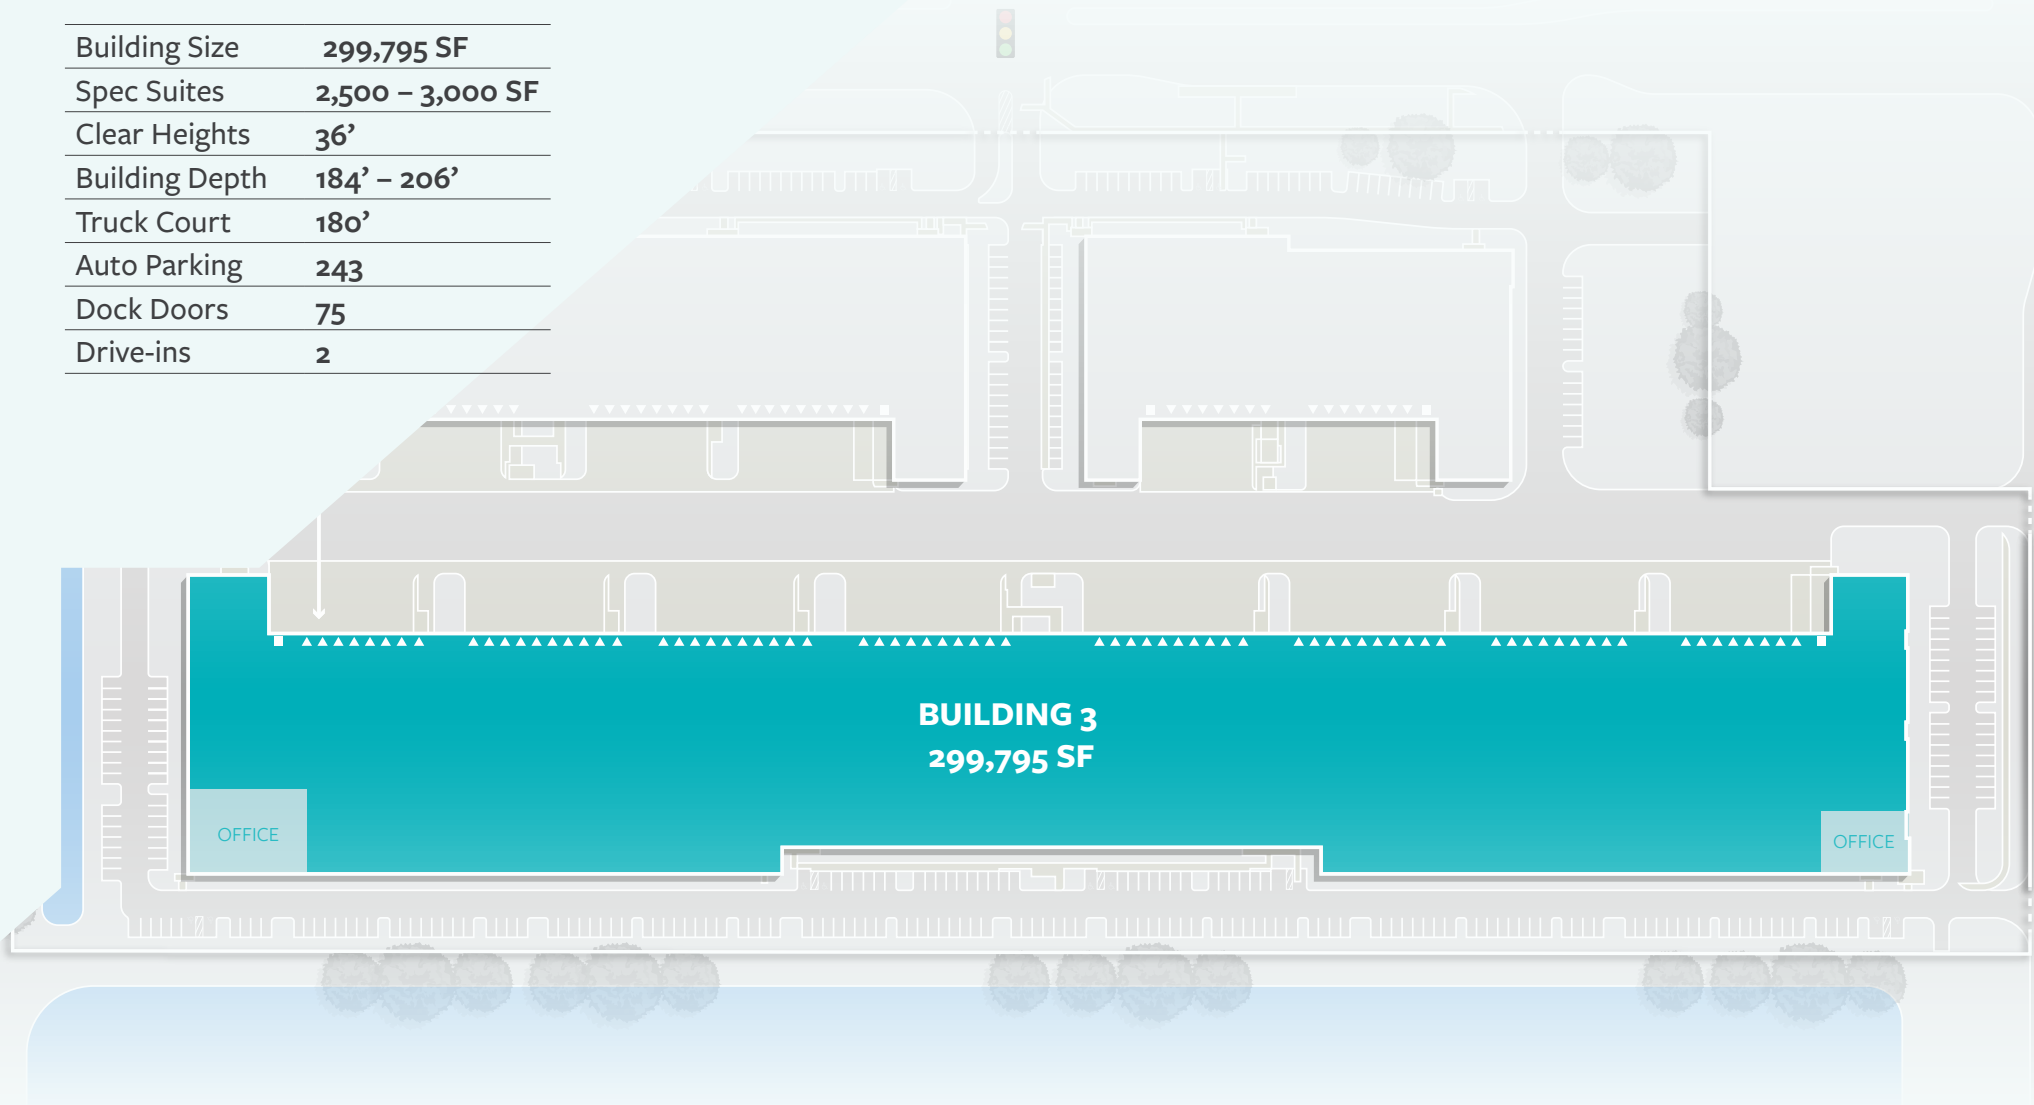 Building Size 299,795 SF
Spec Suites 2,500 – 3,000 SF
Clear Heights 36’
Building Depth 184’ – 206’
Truck Court 180’
Auto Parking 243
Dock Doors 75
Drive-ins 2
BUILDING 3
299,795 SF
OFFICE
OFFICE